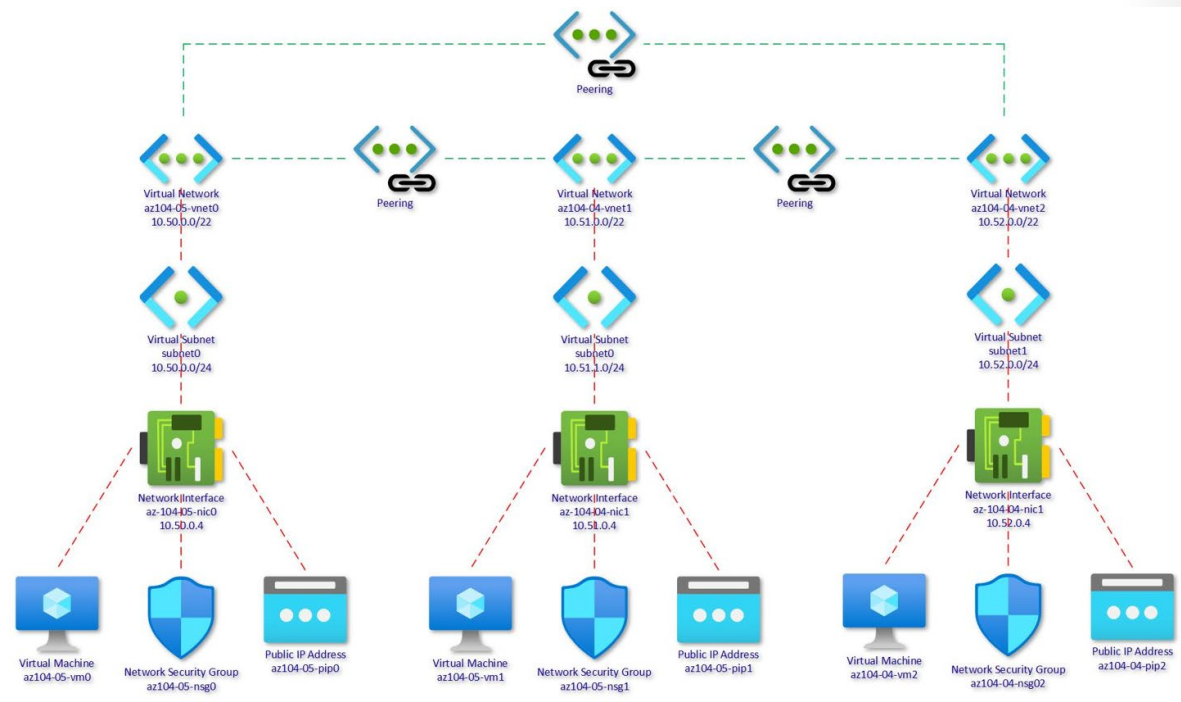 Peering
Virtual Network
az104-05-vnet0
10.50.0.0/22
Peering
Virtual Network
az104-04-vnet1
10.51.0.0/22
Peering
Virtual Network
az104-04-vnet2
10.52.0.0/22
Virtual Subnet
subnet0
10.50.0.0/24
Virtual Subnet
subnet0
10.51.1.0/24
Virtual Subnet
subnet1
10.52.0.0/24
Network Interface
az-104-05-nic0
10.50.0.4
Network Interface
az-104-04-nic1
10.51.0.4
Network Interface
az-104-04-nic1
10.52.0.4
Virtual Machine
az104-05-vm0
Network Security Group
az104-05-nsg0
Public IP Address
az104-05-pip0
Virtual Machine
az104-05-vm1
Network Security Group
az104-05-nsg1
Public IP Address
az104-05-pip1
Virtual Machine
az104-04-vm2
Network Security Group
az104-04-nsg02
Public IP Address
az104-04-pip2